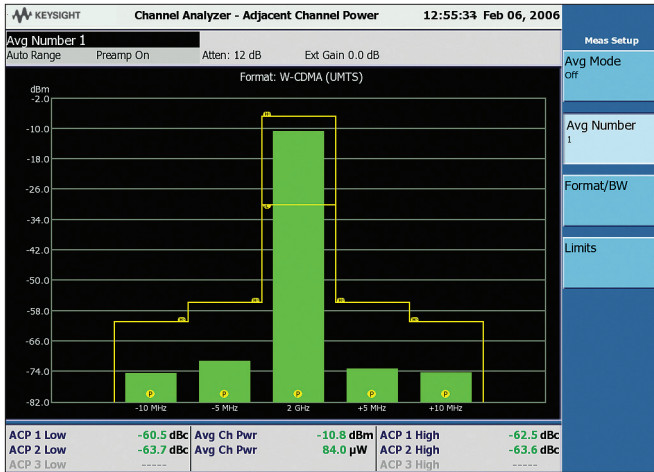 KEYSIGHT Channel Analyzer - Adjacent Channel Power 12:55:37 Feb 06, 2006
Meas Setup
Avg Number 1
Auto Range Preamp On Atten: 12 dB Ext Gain 0.0 dB
Avg Mode
Off
Format: W-CDMA (UMTS)
dBm
-2.0
-10.0
Avg Number
1
-18.0
-26.0
Format/BW
-34.0
-42.0
Limits
-50.0
-58.0
-66.0
-74.0
P P P P P
-82.0
-10 MHz -5 MHz 2 GHz +5 MHz +10 MHz
ACP 1 Low -60.5 dBc Avg Ch Pwr -10.8 dBm ACP 1 High -62.5 dBc
ACP 2 Low -63.7 dBc Avg Ch Pwr 84.0 µW ACP 2 High -63.6 dBc
ACP 3 Low ----- ACP 3 High -----